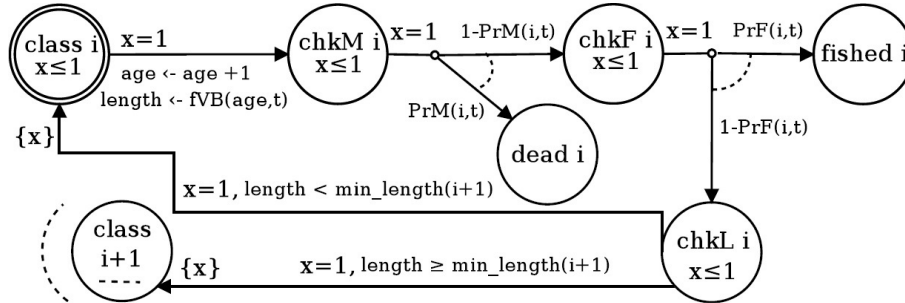 class i
x≤1
x=1
age ‹- age +1
length ‹- fVB(age,t)
chkM i
x≤1
x=1
1-PrM(i,t)
PrM(i,t)
dead i
chkF i
x≤1
x=1
PrF(i,t)
fished i
1-PrF(i,t)
{x}
x=1, length < min_length(i+1)
class
i+1
{x}
x=1, length ≥ min_length(i+1)
chkL i
x≤1